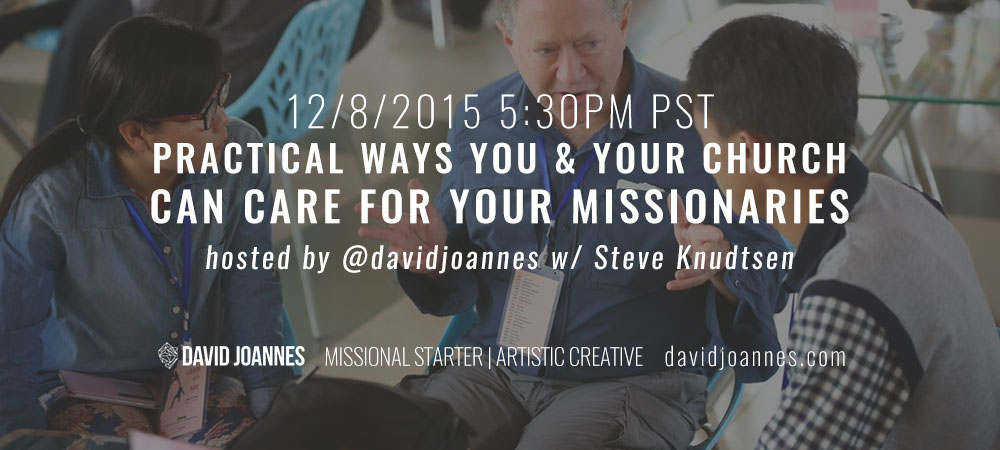 12/8/2015 5:30PM PST
PRACTICAL WAYS YOU & YOUR CHURCH
CAN CARE FOR YOUR MISSIONARIES
hosted by @davidjoannes w/ Steve Knudtsen
DAVID JOANNES MISSIONAL STARTER | ARTISTIC CREATIVE davidjoannes.com